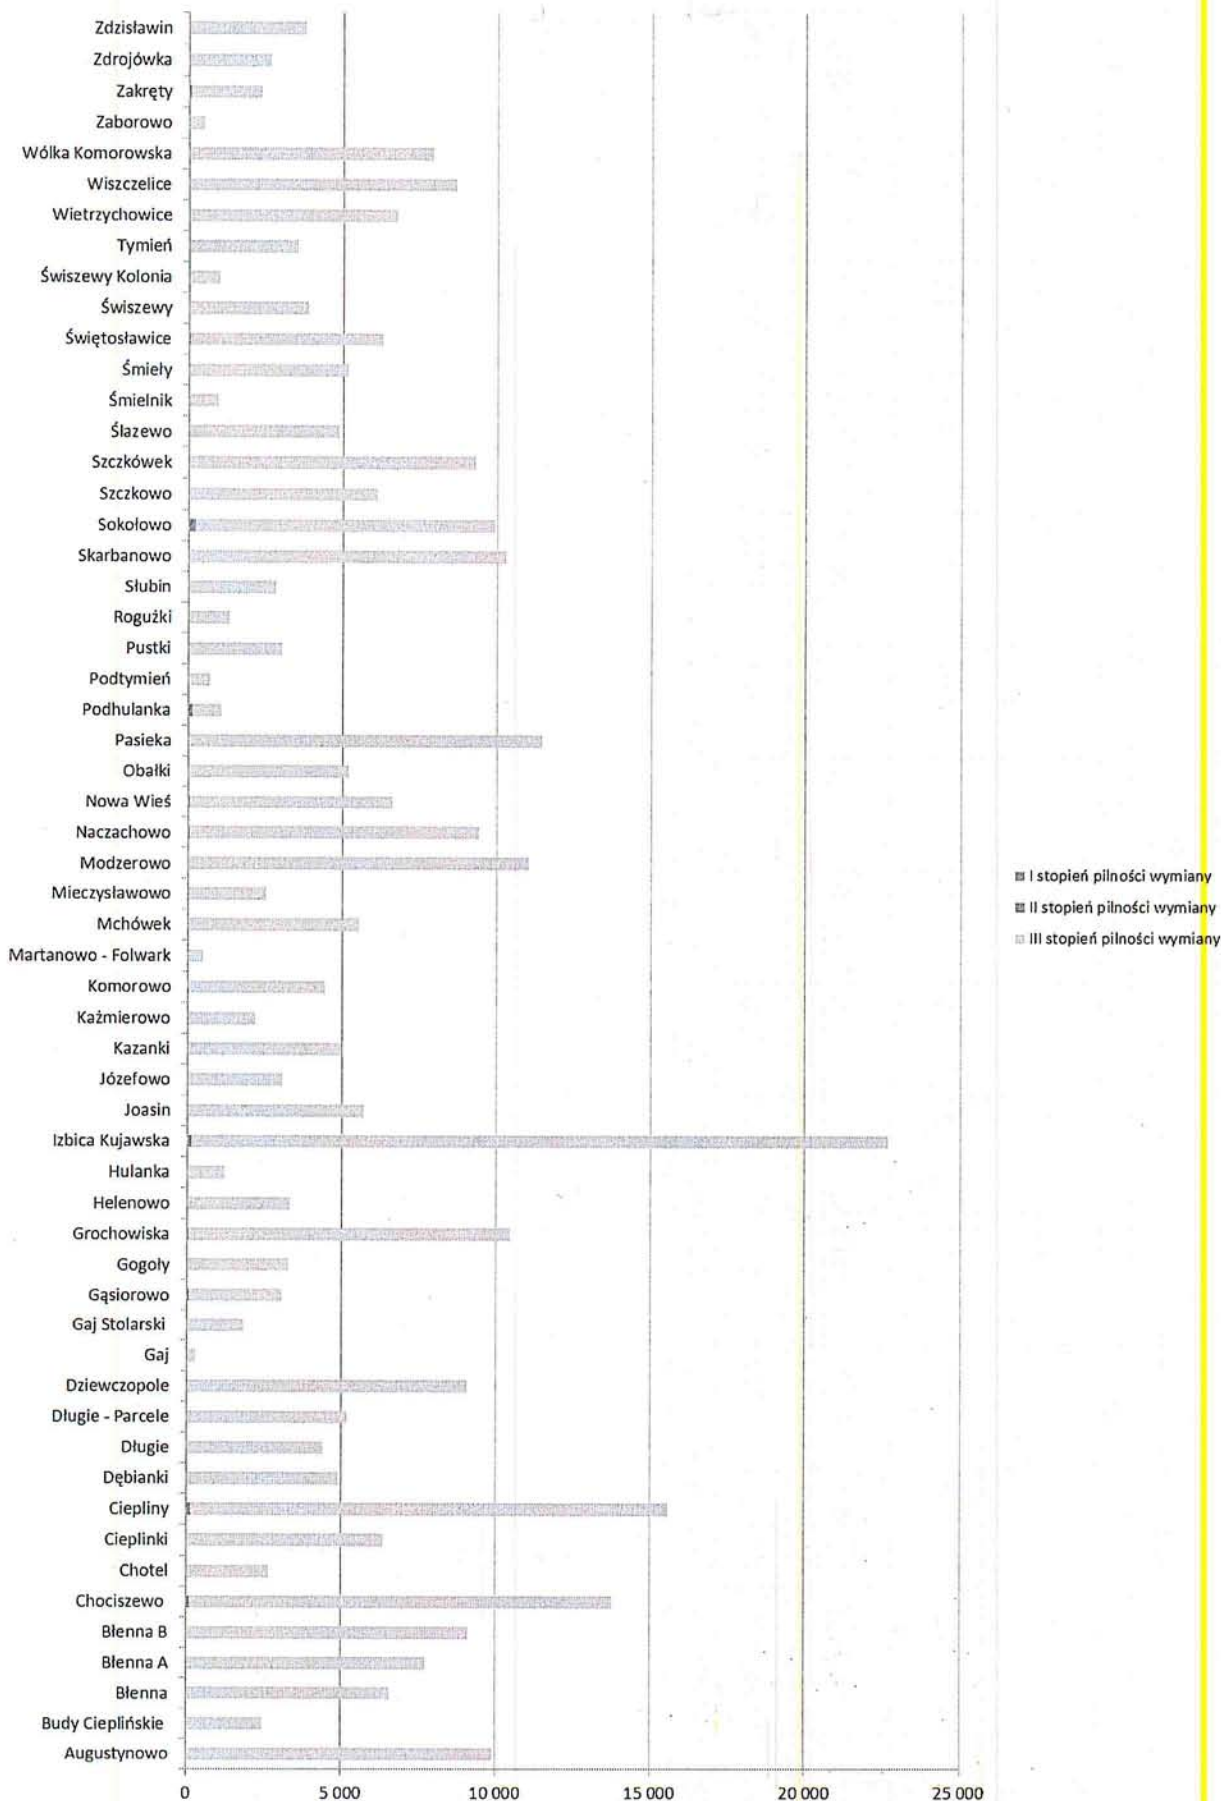 Zdzisławin
Zdrojówka
Zakręty
Zaborowo
Wólka Komorowska
Wiszczelice
Wietrzychowice
Tymień
Świszewy Kolonia
Świszewy
Świętosławice
Śmieły
Śmielnik
Ślazewo
Szczkówek
Szczkowo
Sokołowo
Skarbanowo
Słubin
Rogużki
Pustki
Podtymień
Podhulanka
Pasieka
Obałki
Nowa Wieś
Naczachowo
Modzerowo
Mieczysławowo
Mchówek
Martanowo - Folwark
Komorowo
Kaźmierowo
Kazanki
Józefowo
Joasin
Izbica Kujawska
Hulanka
Helenowo
Grochowiska
Gogoły
Gąsiorowo
Gaj Stolarski
Gaj
Dziewczopole
Długie - Parcele
Długie
Dębianki
Ciepliny
Cieplinki
Chotel
Chociszewo
Błenna B
Błenna A
Błenna
Budy Cieplińskie
Augustynowo
0 5 000 10 000 15 000 20 000 25 000
I stopień pilności wymiany
II stopień pilności wymiany
III stopień pilności wymiany